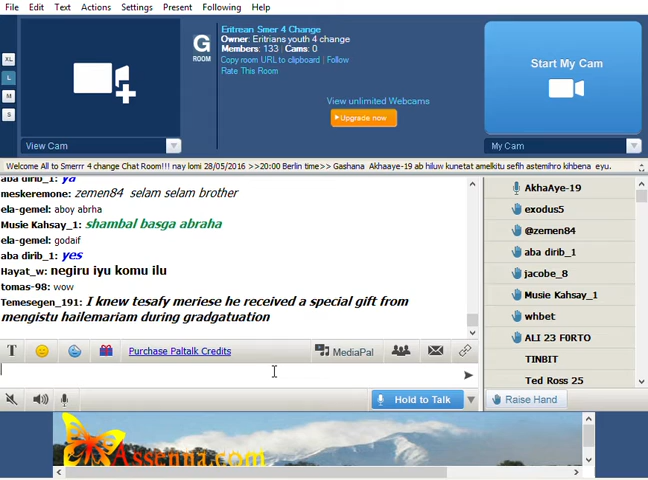 File Edit Text Actions Settings Present Following Help
XL
L
M
S
View Cam
G
ROOM
Eritrean Smer 4 Change
Owner: Eritrians youth 4 change
Members: 133 Cams: 0
Copy room URL to clipboard | Follow
Rate This Room
View unlimited Webcams
Upgrade now
Start My Cam
My Cam
Welcome All to Smerrr 4 change Chat Room!!! nay lomi 28/05/2016 >>20:00 Berlin time>> Gashana Akhaaye-19 ab hiluw kunetat amelkitu sefih astemihro kihbena eyu.
aba dirib_1: ya
meskeremone: zemen84 selam selam brother
ela-gemel: aboy abrha
Musie Kahsay_1: shambal basga abraha
ela-gemel: godaif
aba dirib_1: yes
Hayat_w: negiru iyu komu ilu
tomas-98: wow
Temesegen_191: I knew tesafy meriese he received a special gift from
mengistu hailemariam during gradgatuation
AkhaAye-19
exodus5
@zemen84
aba dirib_1
jacobe_8
Musie Kahsay_1
whbet
ALI 23 F0RTO
TINBIT
Ted Ross 25
T
Purchase Paltalk Credits
MediaPal
Hold to Talk
Raise Hand
Assenna.com